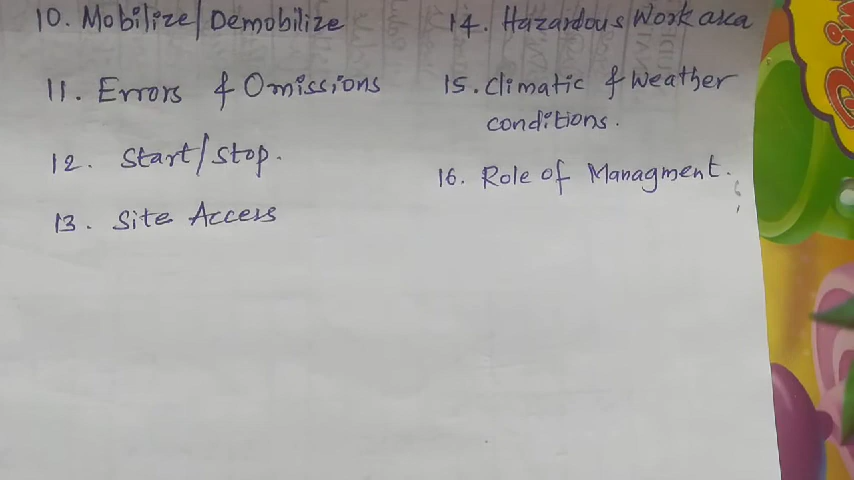 10. Mobilize/Demobilize
11. Errors & Omissions
12. Start/Stop.
13. Site Access
14. Hazardous Work area
15. Climatic & Weather
conditions.
16. Role of Managment.